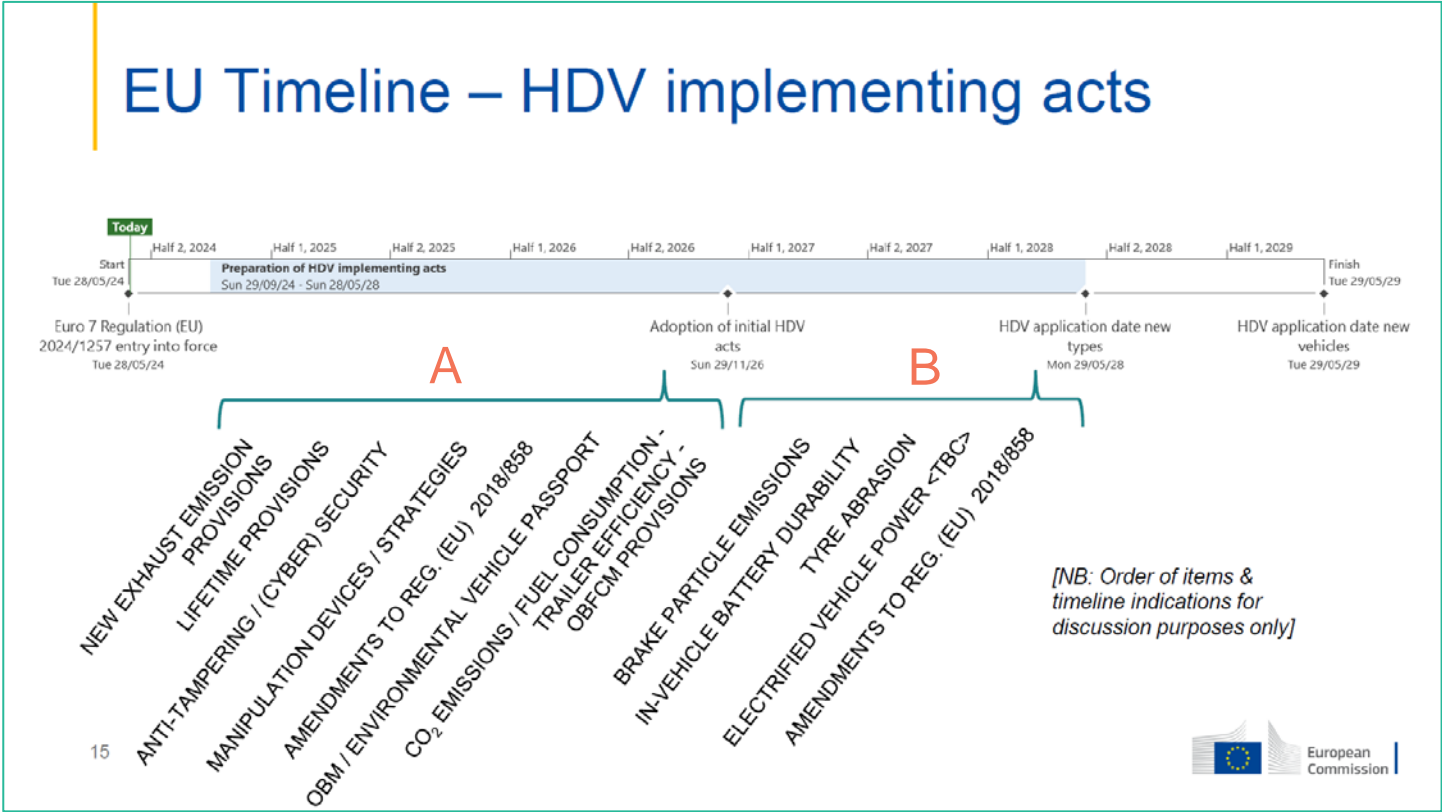 EU Timeline – HDV implementing acts
Today
Half 2, 2024
Half 1, 2025
Half 2, 2025
Half 1, 2026
Half 2, 2026
Half 1, 2027
Half 2, 2027
Half 1, 2028
Half 2, 2028
Half 1, 2029
Start
Tue 28/05/24
Preparation of HDV implementing acts
Sun 29/09/24 - Sun 28/05/28
Finish
Tue 29/05/29
Euro 7 Regulation (EU)
2024/1257 entry into force
Tue 28/05/24
Adoption of initial HDV
acts
Sun 29/11/26
HDV application date new
types
Mon 29/05/28
HDV application date new
vehicles
Tue 29/05/29
A
B
NEW EXHAUST EMISSION
PROVISIONS
LIFETIME PROVISIONS
ANTI-TAMPERING / (CYBER) SECURITY
MANIPULATION DEVICES / STRATEGIES
AMENDMENTS TO REG. (EU) 2018/858
OBM / ENVIRONMENTAL VEHICLE PASSPORT
CO₂ EMISSIONS / FUEL CONSUMPTION -
TRAILER EFFICIENCY -
OBFCM PROVISIONS
BRAKE PARTICLE EMISSIONS
IN-VEHICLE BATTERY DURABILITY
TYRE ABRASION
ELECTRIFIED VEHICLE POWER <TBC>
AMENDMENTS TO REG. (EU) 2018/858
[NB: Order of items &
timeline indications for
discussion purposes only]
15
European
Commission